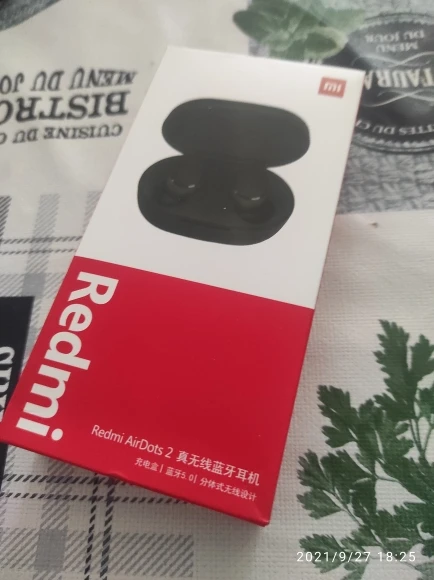 CUISINE DU
BISTRO
MENU DU JO
MENU
DU JOUR
mi
Redmi
Redmi AirDots 2 真无线蓝牙耳机
充电盒 | 蓝牙5.0 | 分体式无线设计
2021/9/27 18:25